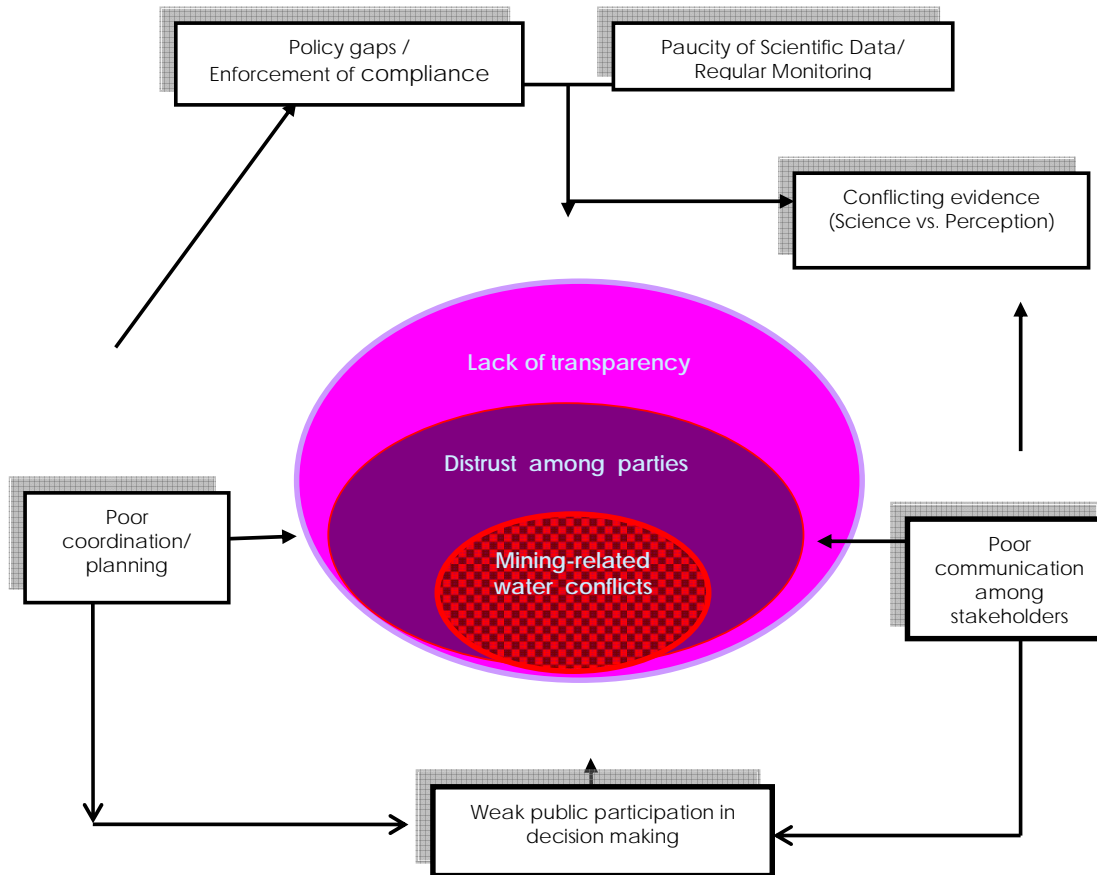 Policy gaps /
Enforcement of compliance
Paucity of Scientific Data/
Regular Monitoring
Conflicting evidence
(Science vs. Perception)
Lack of transparency
Distrust among parties
Mining-related
water conflicts
Poor
coordination/
planning
Poor
communication
among
stakeholders
Weak public participation in
decision making